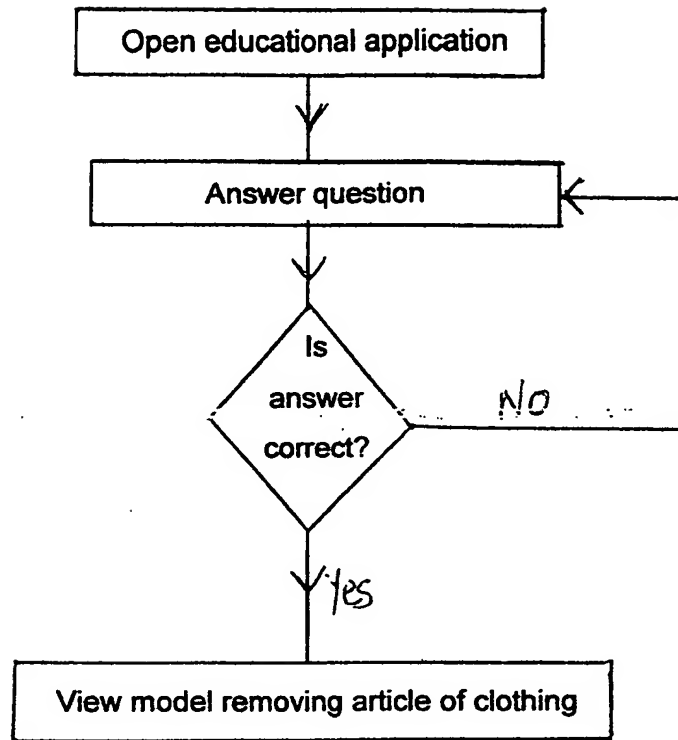 Open educational application
Answer question
Is
answer
correct?
NO
Yes
View model removing article of clothing